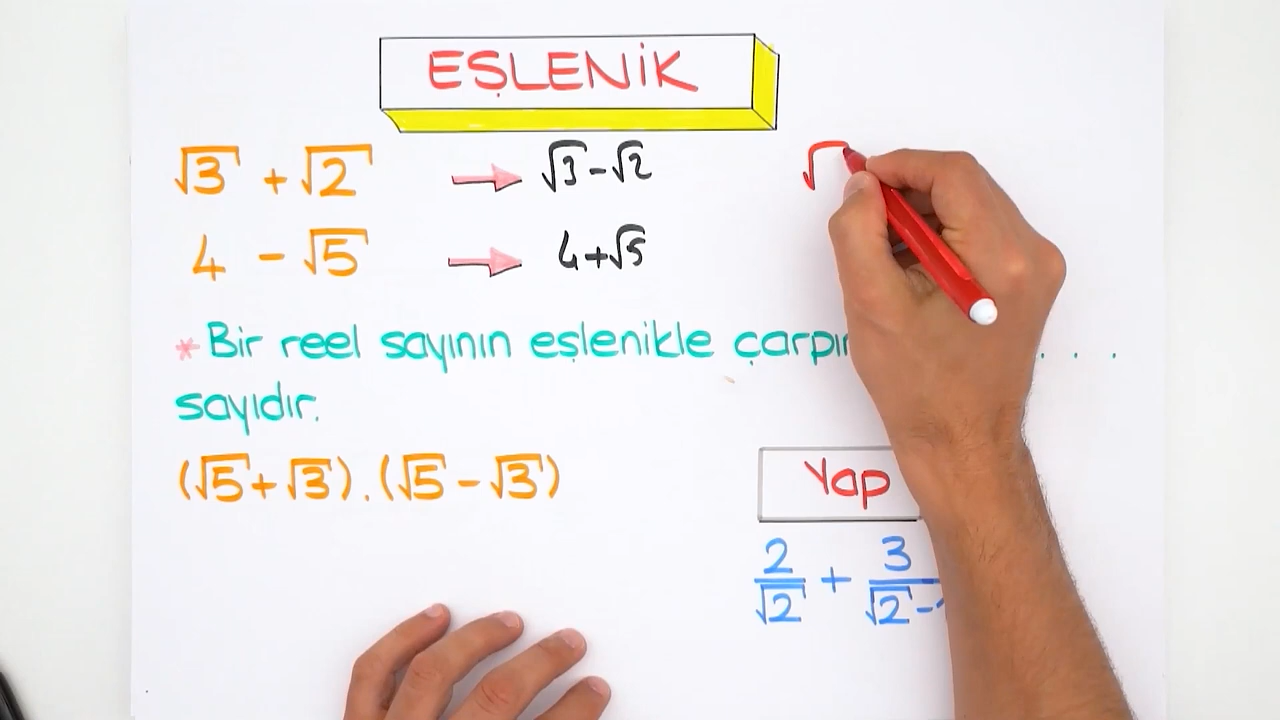 EŞLENİK
√3 + √2 → √3-√2
4 - √5 → 4+√5
* Bir reel sayının eşlenikle . . .
sayıdır.
(√5+√3).(√5-√3)
Yap
2/√2 + 3/√2-